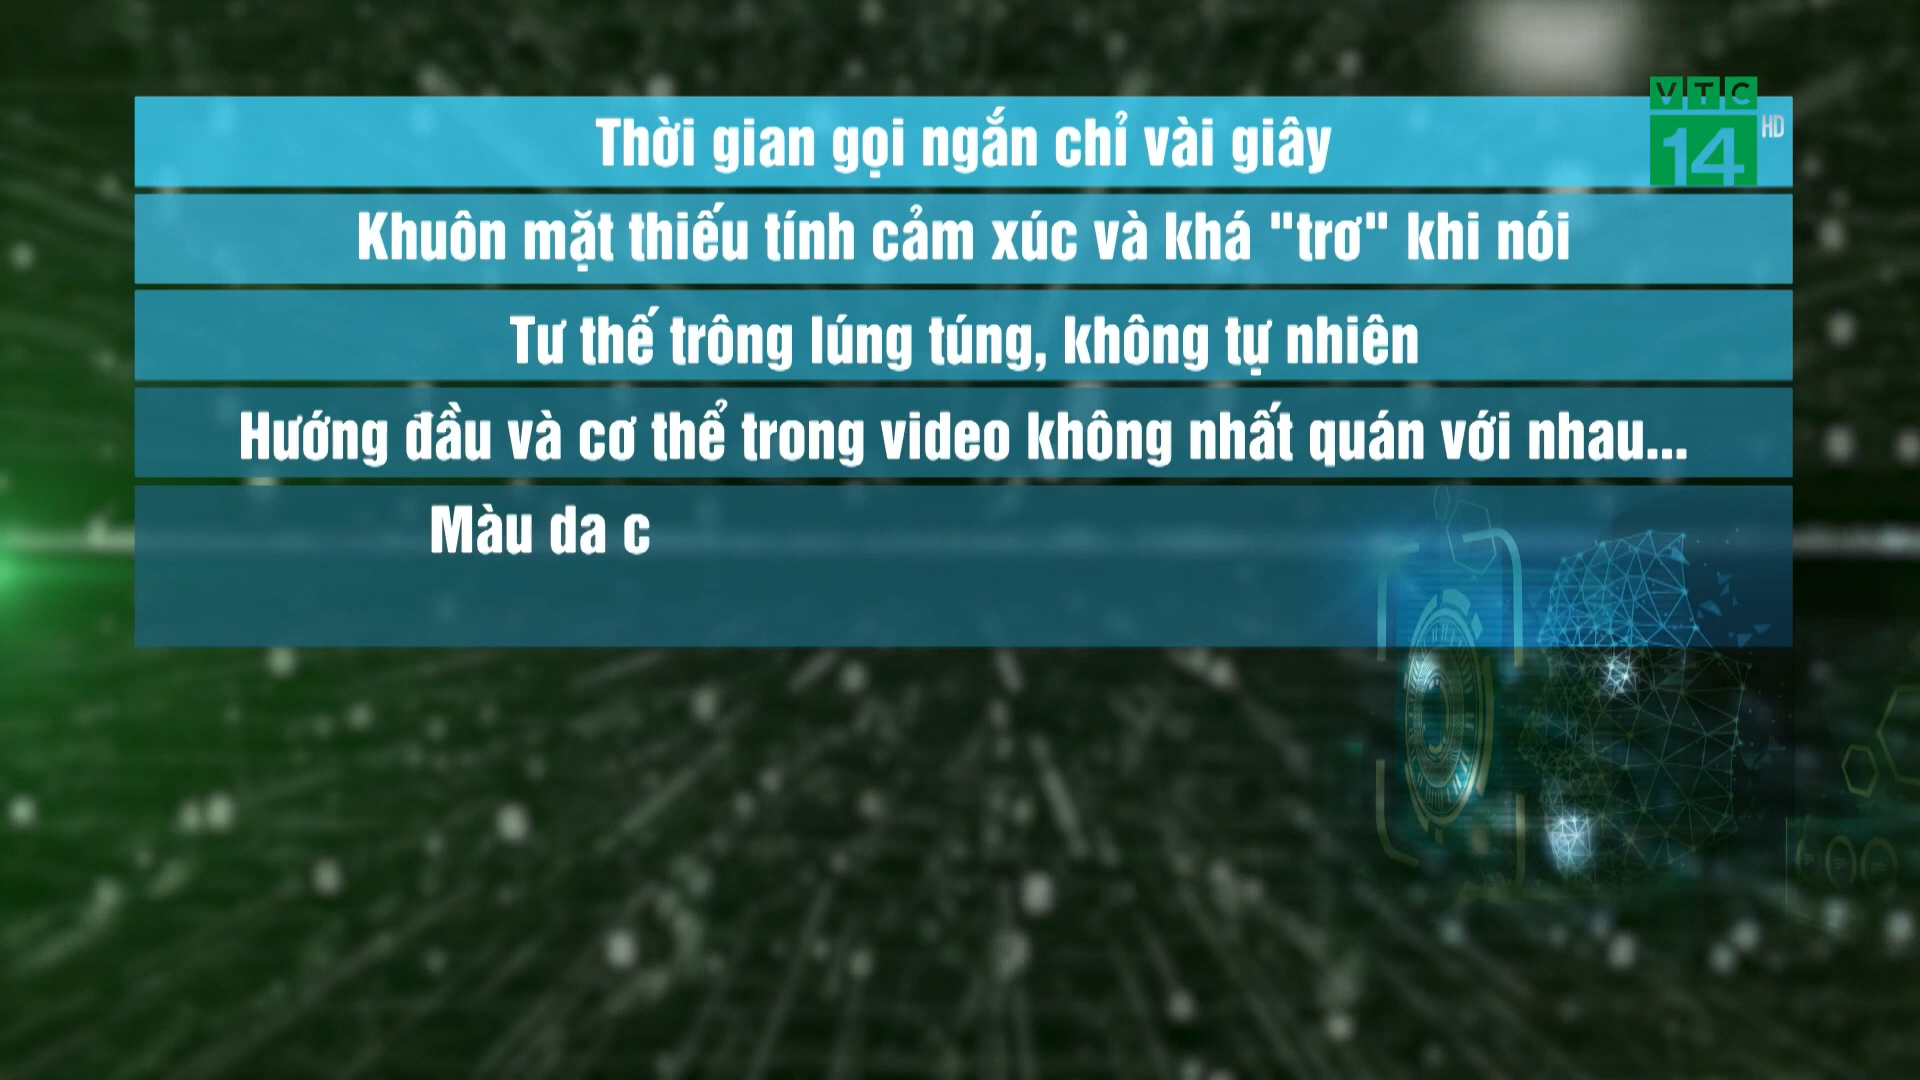 VTC
14 HD
Thời gian gọi ngắn chỉ vài giây
Khuôn mặt thiếu tính cảm xúc và khá "trơ" khi nói
Tư thế trông lúng túng, không tự nhiên
Hướng đầu và cơ thể trong video không nhất quán với nhau...
Màu da c